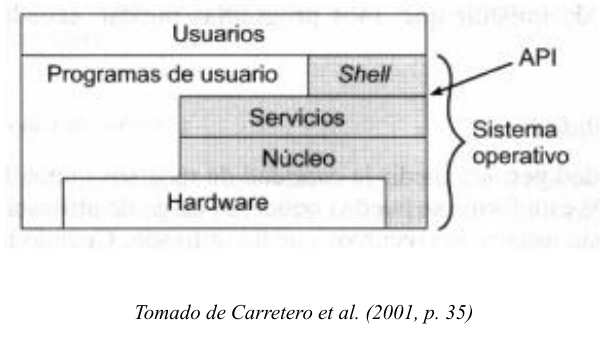 Usuarios
Programas de usuario
Shell
API
Servicios
Sistema
operativo
Núcleo
Hardware
Tomado de Carretero et al. (2001, p. 35)